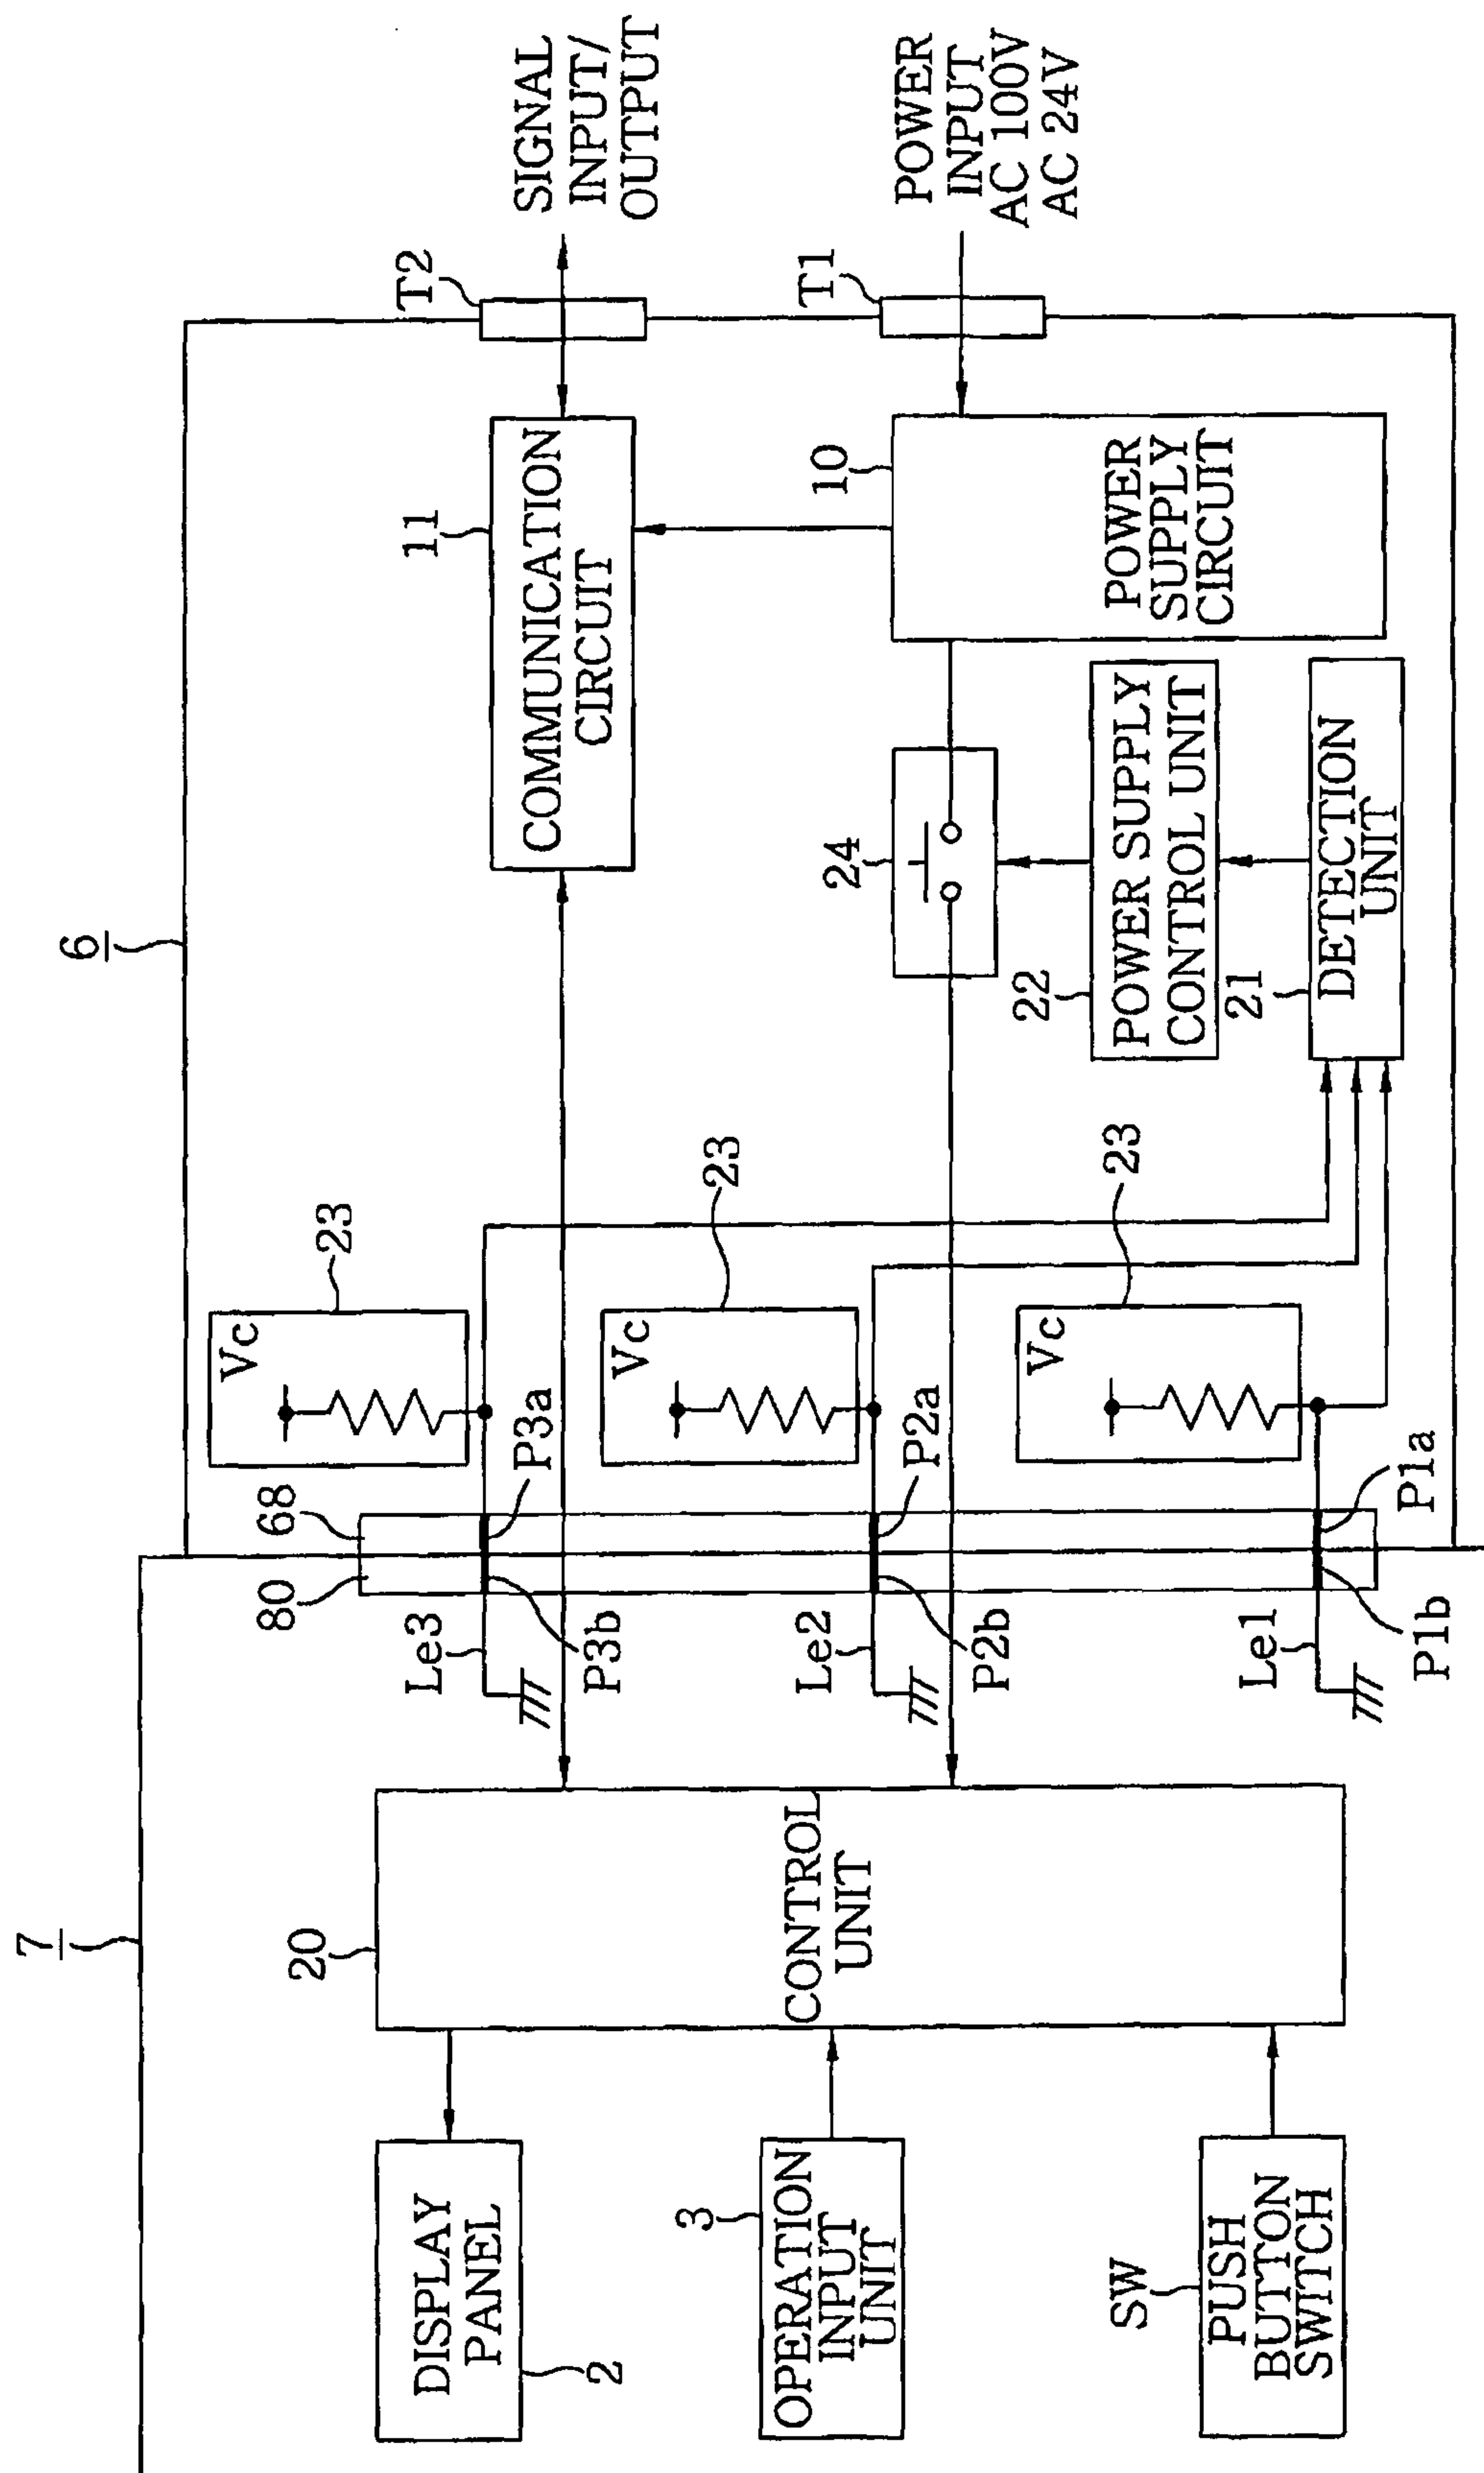 7
6
20
DISPLAY
PANEL
2
3
OPERATION
INPUT
UNIT
SW
PUSH
BUTTON
SWITCH
CONTROL
UNIT
80
68
Le3
P3b
P3a
Le2
P2b
P2a
Le1
P1b
P1a
Vc
23
Vc
23
Vc
23
11
COMMUNICATION
CIRCUIT
24
22
POWER SUPPLY
CONTROL UNIT
21
DETECTION
UNIT
10
POWER
SUPPLY
CIRCUIT
T2
SIGNAL
INPUT/
OUTPUT
T1
POWER
INPUT
AC 100V
AC 24V